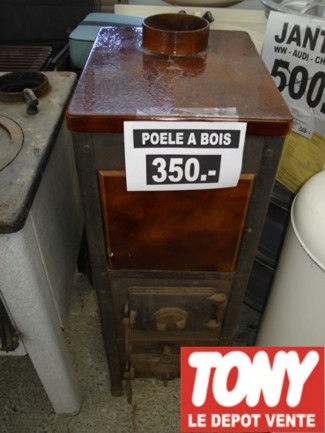 JANT
WW - AUDI - CH
500
POELE A BOIS
350.-
TONY
LE DEPOT VENTE